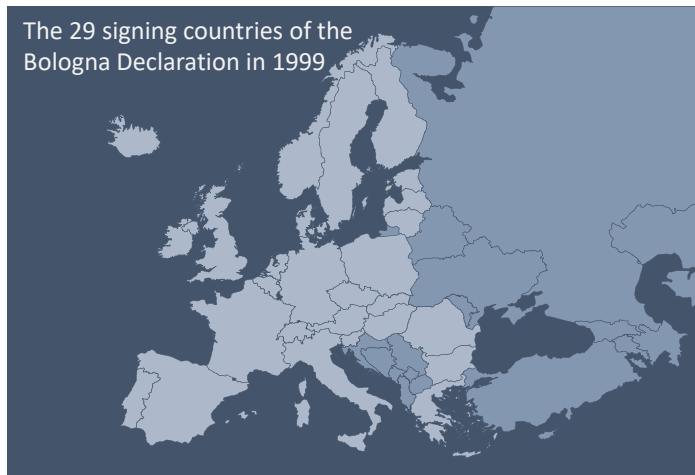 The 29 signing countries of the
Bologna Declaration in 1999